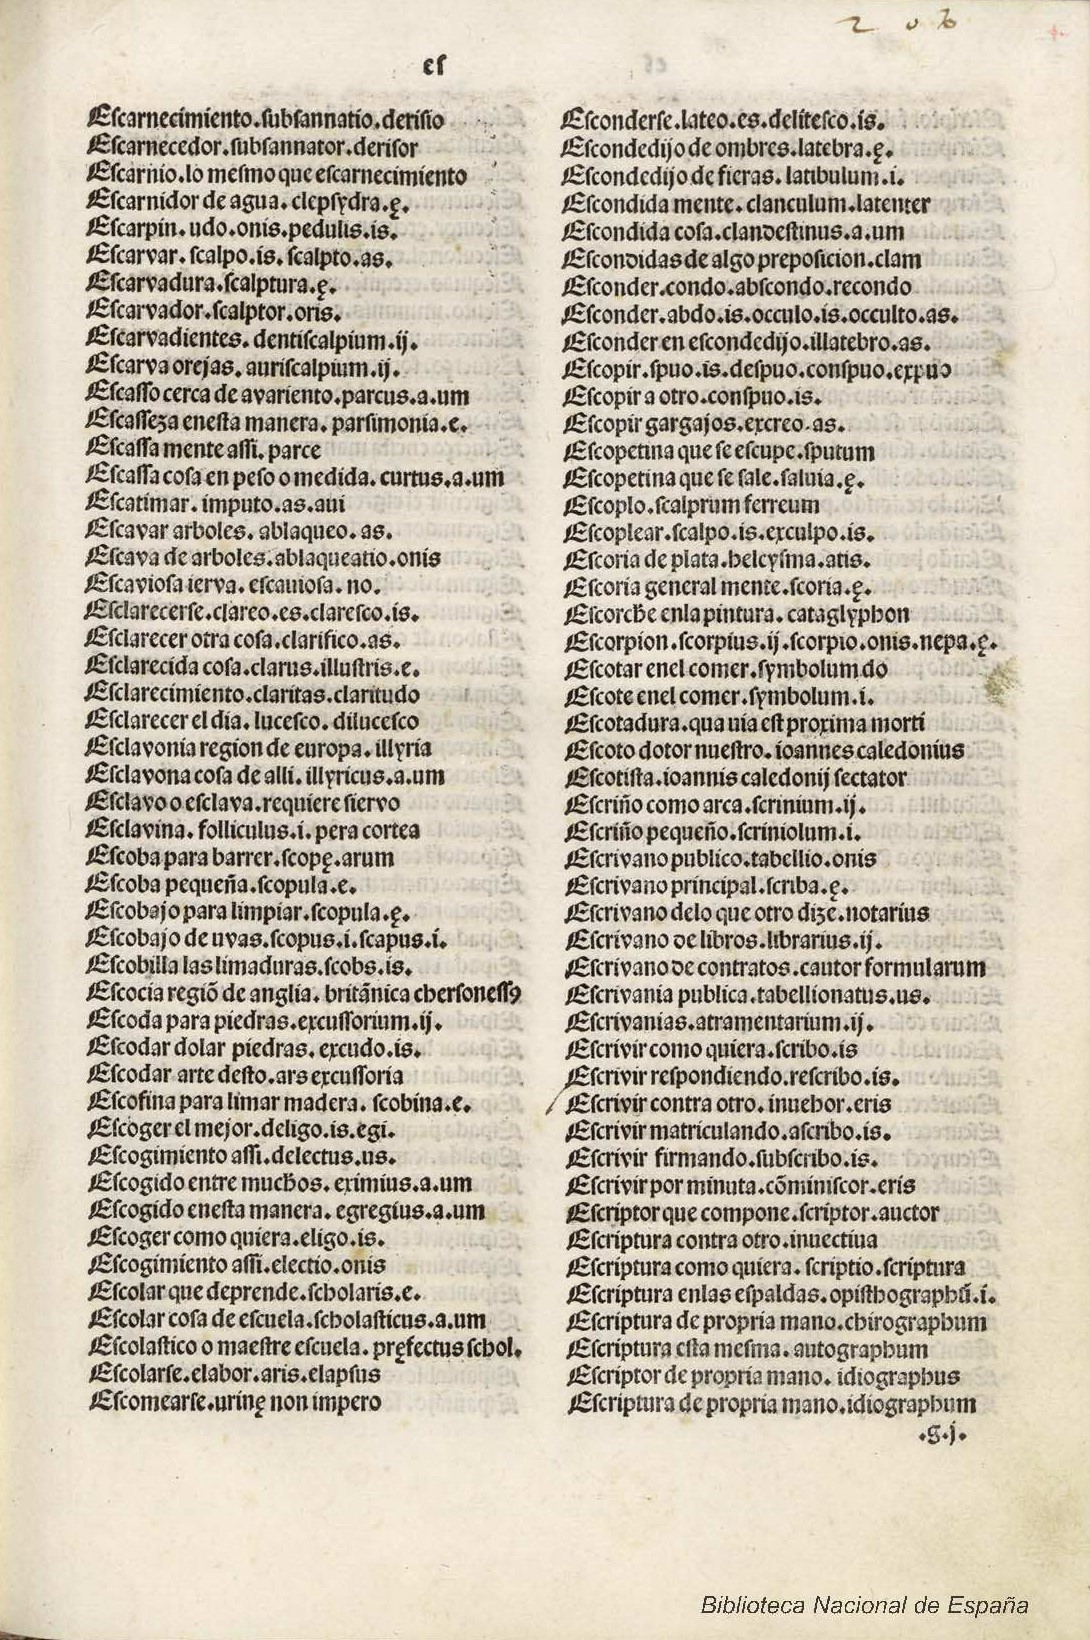 206
es
Escarnecimiento.subsannatio.derisio
Escarnecedor.subsannator.derisor
Escarnio.lo mesmo que escarnecimiento
Escarnidor de agua. clepsydra.ę.
Escarpin. udo.onis.pedulis.is.
Escarvar. scalpo.is. scalpto.as.
Escarvadura.scalptura.ę.
Escarvador.scalptor.oris.
Escarvadientes. dentiscalpium.ij.
Escarva orejas. auriscalpium.ij.
Escasso cerca de avariento.parcus.a.um
Escasseza enesta manera. parsimonia.e.
Escassa mente assi. parce
Escassa cosa en peso o medida. curtus.a.um
Escatimar. imputo.as.aui
Escavar arboles. ablaqueo. as.
Escava de arboles.ablaqueatio.onis
Escaviosa ierva. escauiosa. no.
Esclarecerse.clareo.es.claresco.is.
Esclarecer otra cosa.clarifico.as.
Esclarecida cosa.clarus.illustris.e.
Esclarecimiento.claritas.claritudo
Esclarecer el dia. lucesco. dilucesco
Esclavonia region de europa. illyria
Esclavona cosa de alli. illyricus.a.um
Esclavo o esclava.requiere siervo
Esclavina. folliculus.i. pera cortea
Escoba para barrer.scopę.arum
Escoba pequeña.scopula.e.
Escobajo para limpiar.scopula.ę.
Escobajo de uvas.scopus.i.scapus.i.
Escobilla las limaduras.scobs.is.
Escocia regiõ de anglia. britãnica chersoness9
Escoda para piedras.excussorium.ij.
Escodar dolar piedras. excudo.is.
Escodar arte desto.ars excussoria
Escofina para limar madera. scobina.e.
Escoger el mejor.deligo.is.egi.
Escogimiento assi.delectus.us.
Escogido entre muchos. eximius.a.um
Escogido enesta manera. egregius.a.um
Escoger como quiera.eligo.is.
Escogimiento assi.electio.onis
Escolar que deprende.scholaris.e.
Escolar cosa de escuela.scholasticus.a.um
Escolastico o maestre escuela. pręfectus schol.
Escolarse.elabor.aris.elapsus
Escomearse.urinę non impero
Esconderse.lateo.es.delitesco.is.
Escondedijo de ombres.latebra.ę.
Escondedijo de fieras. latibulum.i.
Escondida mente. clanculum.latenter
Escondida cosa.clandestinus.a.um
Escondidas de algo preposicion.clam
Esconder.condo.abscondo.recondo
Esconder.abdo.is.occulo.is.occulto.as.
Esconder en escondedijo.illatebro.as.
Escopir.spuo.is.despuo.conspuo.expuo
Escopir a otro.conspuo.is.
Escopir gargajos.excreo.as.
Escopetina que se escupe.sputum
Escopetina que se sale.saluia.ę.
Escoplo.scalprum ferreum
Escoplear.scalpo.is.exculpo.is.
Escoria de plata.helcysma.atis.
Escoria general mente.scoria.ę.
Escorche enla pintura. cataglyphon
Escorpion.scorpius.ij.scorpio.onis.nepa.ę.
Escotar enel comer.symbolum do
Escote enel comer.symbolum.i.
Escotadura.qua uia est proxima morti
Escoto dotor nuestro.ioannes caledonius
Escotista.ioannis caledonij sectator
Escriño como arca.scrinium.ij.
Escriño pequeño.scriniolum.i.
Escrivano publico.tabellio.onis
Escrivano principal.scriba.ę.
Escrivano delo que otro dize.notarius
Escrivano de libros.librarius.ij.
Escrivano de contratos.cautor formularum
Escrivania publica.tabellionatus.us.
Escrivanias.atramentarium.ij.
Escrivir como quiera.scribo.is
Escrivir respondiendo.rescribo.is.
Escrivir contra otro.inuehor.eris
Escrivir matriculando.ascribo.is.
Escrivir firmando.subscribo.is.
Escrivir por minuta.cõminiscor.eris
Escriptor que compone.scriptor.auctor
Escriptura contra otro.inuectiua
Escriptura como quiera. scriptio.scriptura
Escriptura enlas espaldas.opisthographũ.i.
Escriptura de propria mano.chirographum
Escriptura esta mesma. autographum
Escriptor de propria mano. idiographus
Escriptura de propria mano.idiographum
.s.j.
Biblioteca Nacional de España